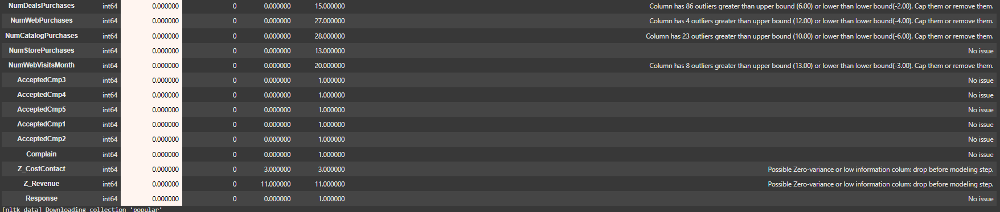 NumDealsPurchases int64 0.000000 0 0.000000 15.000000 Column has 86 outliers greater than upper bound (6.00) or lower than lower bound(-2.00). Cap them or remove them.
NumWebPurchases int64 0.000000 0 0.000000 27.000000 Column has 4 outliers greater than upper bound (12.00) or lower than lower bound(-4.00). Cap them or remove them.
NumCatalogPurchases int64 0.000000 0 0.000000 28.000000 Column has 23 outliers greater than upper bound (10.00) or lower than lower bound(-6.00). Cap them or remove them.
NumStorePurchases int64 0.000000 0 0.000000 13.000000 No issue
NumWebVisitsMonth int64 0.000000 0 0.000000 20.000000 Column has 8 outliers greater than upper bound (13.00) or lower than lower bound(-3.00). Cap them or remove them.
AcceptedCmp3 int64 0.000000 0 0.000000 1.000000 No issue
AcceptedCmp4 int64 0.000000 0 0.000000 1.000000 No issue
AcceptedCmp5 int64 0.000000 0 0.000000 1.000000 No issue
AcceptedCmp1 int64 0.000000 0 0.000000 1.000000 No issue
AcceptedCmp2 int64 0.000000 0 0.000000 1.000000 No issue
Complain int64 0.000000 0 0.000000 1.000000 No issue
Z_CostContact int64 0.000000 0 3.000000 3.000000 Possible Zero-variance or low information colum: drop before modeling step.
Z_Revenue int64 0.000000 0 11.000000 11.000000 Possible Zero-variance or low information colum: drop before modeling step.
Response int64 0.000000 0 0.000000 1.000000 No issue
[nltk_data] Downloading collection 'popular'